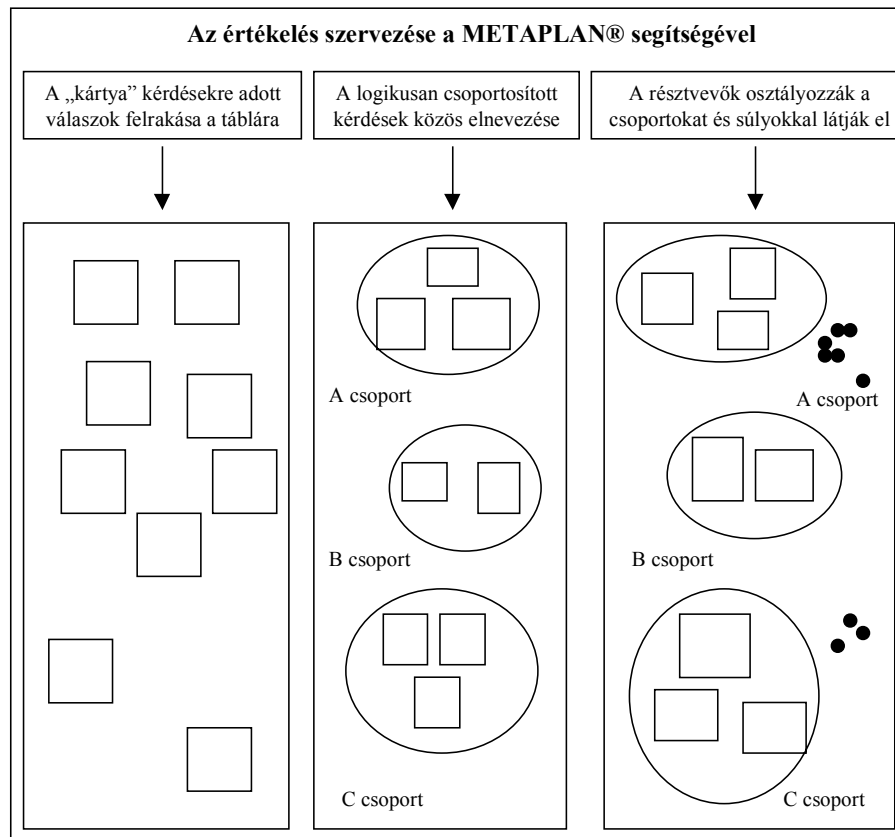 Az értékelés szervezése a METAPLAN® segítségével
A „kártya” kérdésekre adott
válaszok felrakása a táblára
A logikusan csoportosított
kérdések közös elnevezése
A résztvevők osztályozzák a
csoportokat és súlyokkal látják el
A csoport
B csoport
C csoport
A csoport
B csoport
C csoport